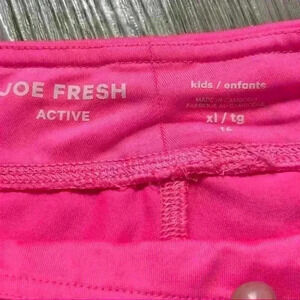 JOE FRESH
ACTIVE
kids / enfants
MADE IN CAMBODIA
xl / tg